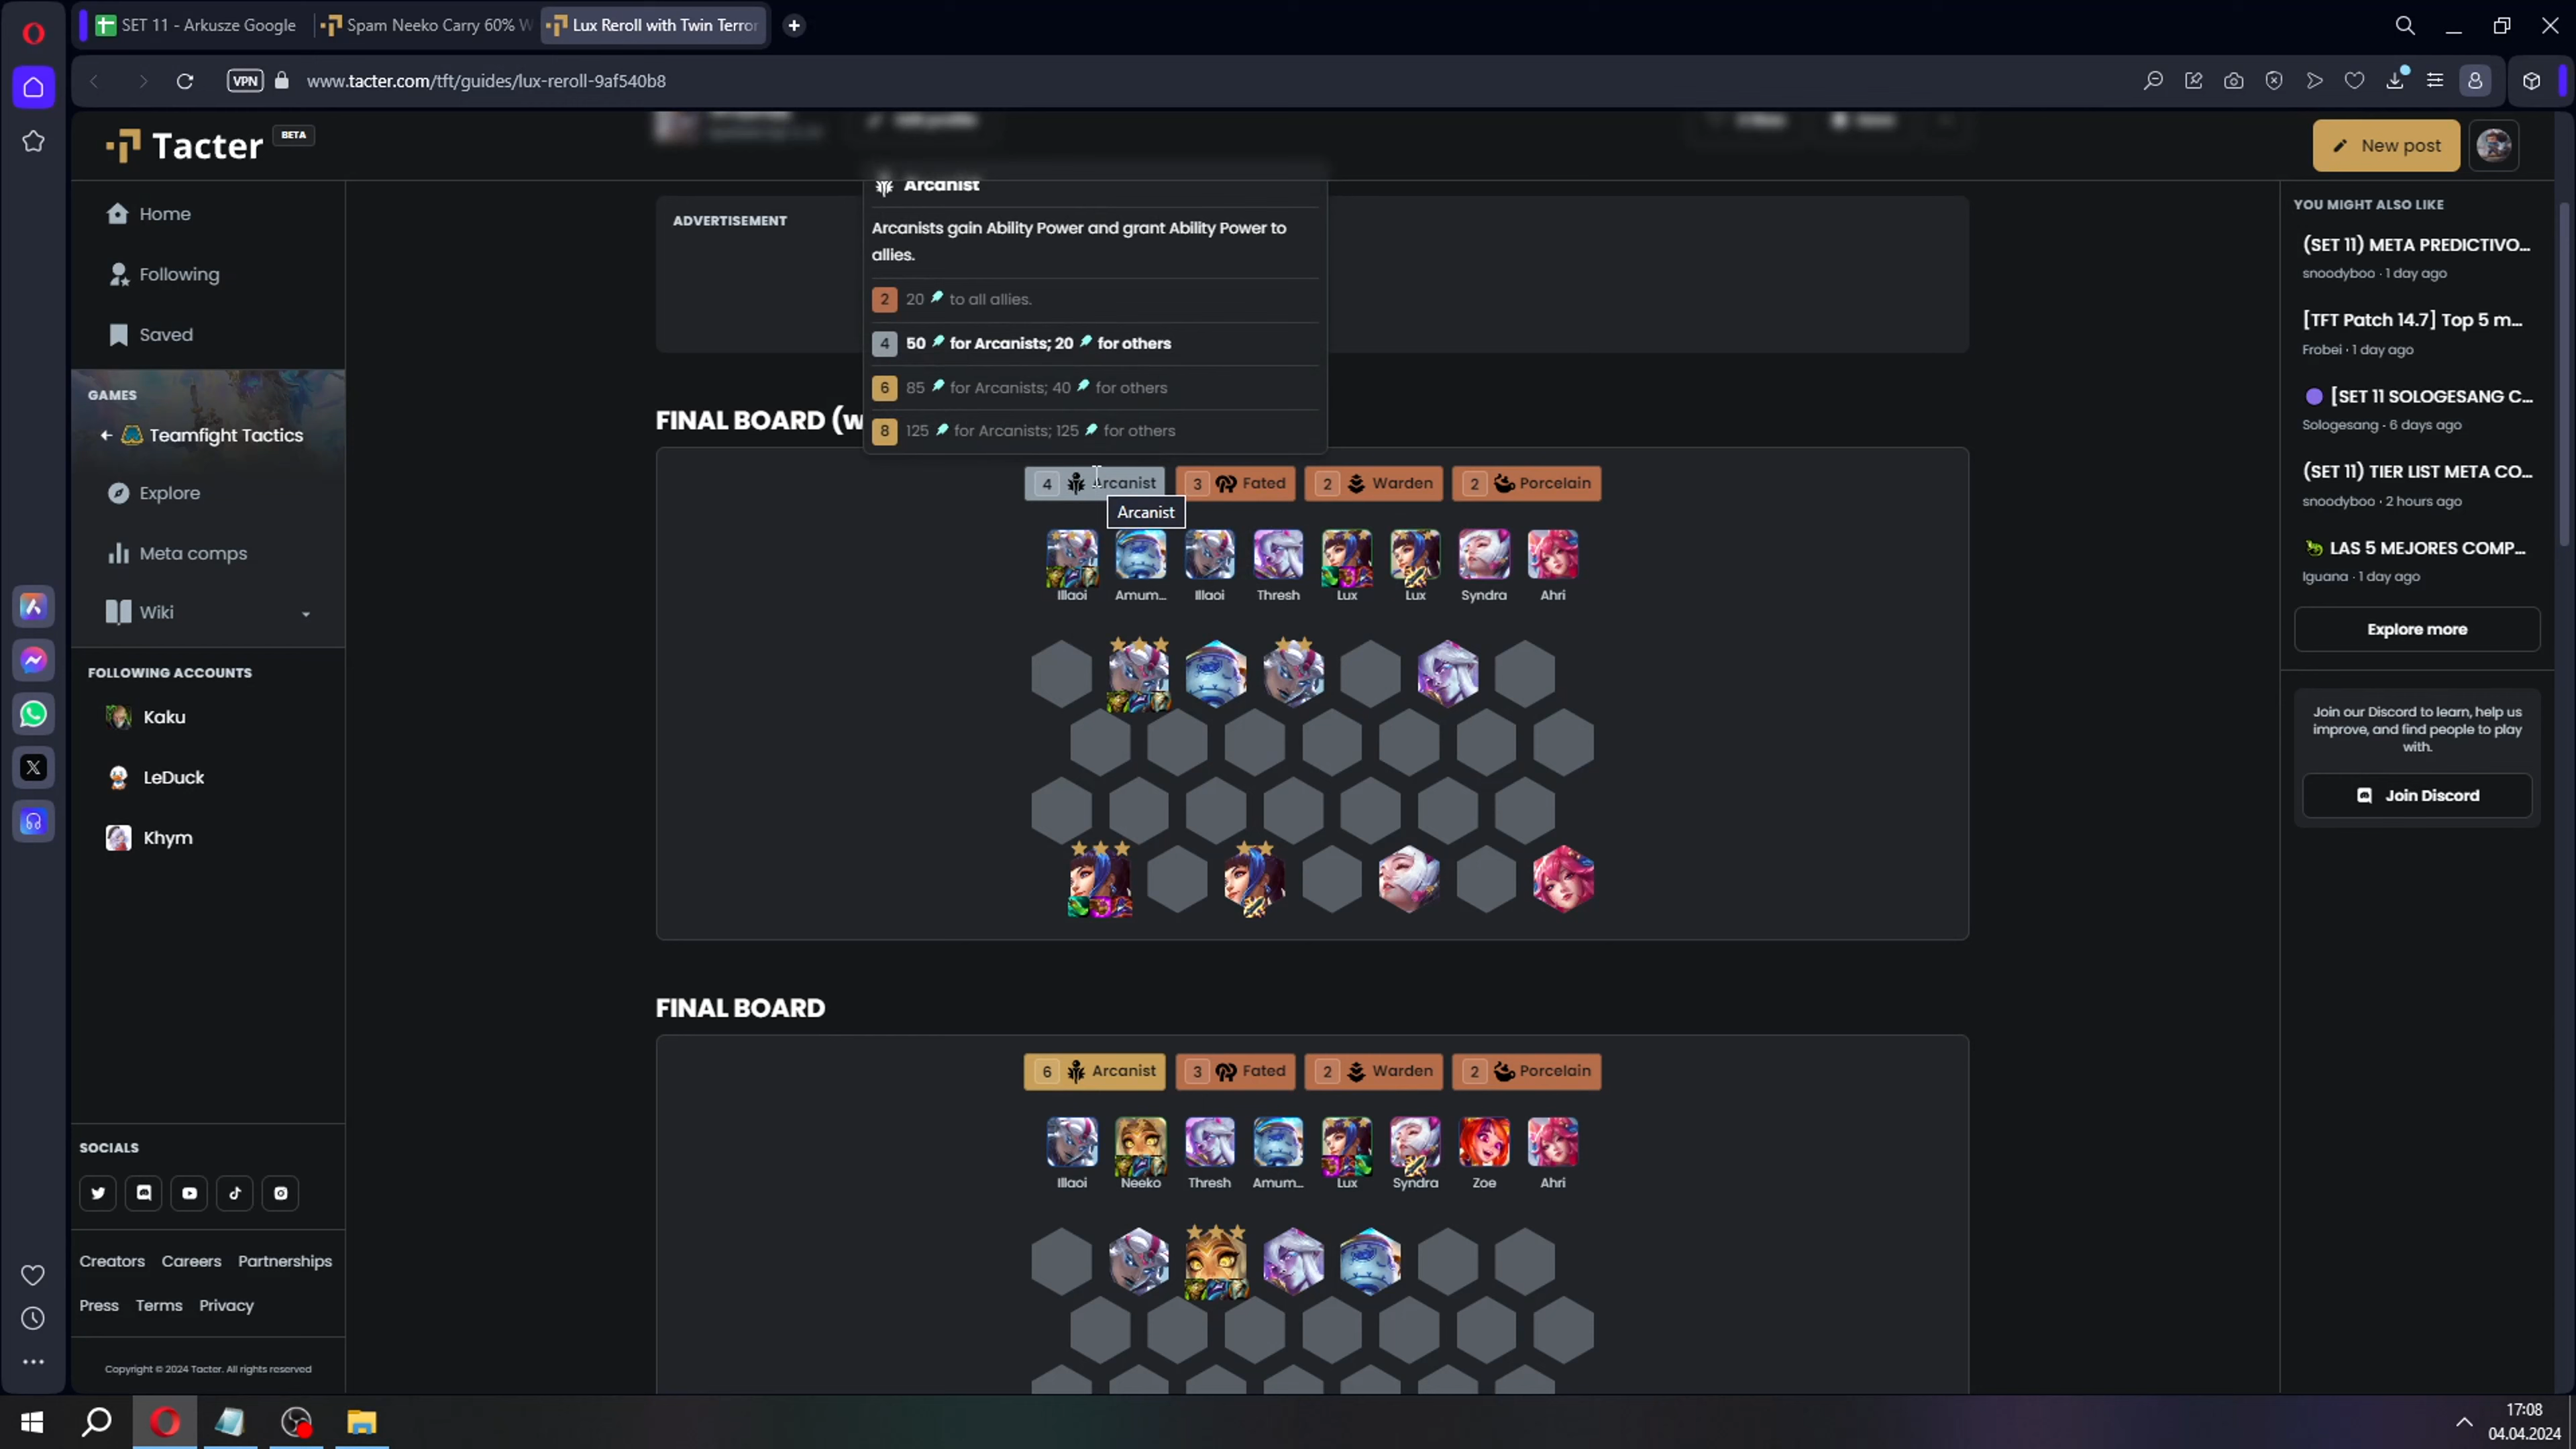 SET 11 - Arkusze Google
Spam Neeko Carry 60% W
Lux Reroll with Twin Terror
VPN
www.tacter.com/tft/guides/lux-reroll-9af540b8
Tacter
BETA
New post
Home
Following
Saved
GAMES
Teamfight Tactics
Explore
Meta comps
Wiki
FOLLOWING ACCOUNTS
Kaku
LeDuck
Khym
SOCIALS
Creators Careers Partnerships
Press Terms Privacy
Copyright © 2024 Tacter. All rights reserved
ADVERTISEMENT
Arcanist
Arcanists gain Ability Power and grant Ability Power to
allies.
2 20 to all allies.
4 50 for Arcanists; 20 for others
6 85 for Arcanists; 40 for others
8 125 for Arcanists; 125 for others
FINAL BOARD (w
4 Arcanist 3 Fated 2 Warden 2 Porcelain
Arcanist
Illaoi Amum... Illaoi Thresh Lux Lux Syndra Ahri
FINAL BOARD
6 Arcanist 3 Fated 2 Warden 2 Porcelain
Illaoi Neeko Thresh Amum... Lux Syndra Zoe Ahri
YOU MIGHT ALSO LIKE
(SET 11) META PREDICTIVO...
snoodyboo · 1 day ago
[TFT Patch 14.7] Top 5 m...
Frobei · 1 day ago
[SET 11 SOLOGESANG C...
Sologesang · 6 days ago
(SET 11) TIER LIST META CO...
snoodyboo · 2 hours ago
LAS 5 MEJORES COMP...
Iguana · 1 day ago
Explore more
Join our Discord to learn, help us
improve, and find people to play
with.
Join Discord
17:08
04.04.2024